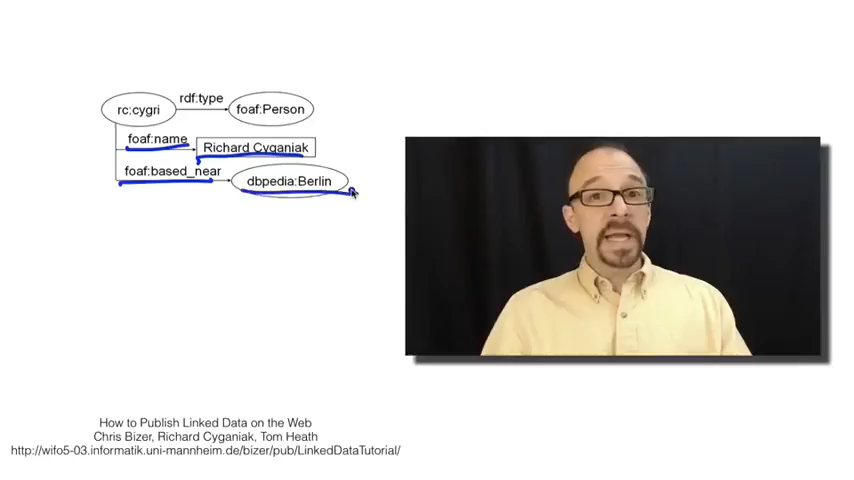 rdf:type
rc:cygri
foaf:Person
foaf:name
Richard Cyganiak
foaf:based_near
dbpedia:Berlin
How to Publish Linked Data on the Web
Chris Bizer, Richard Cyganiak, Tom Heath
http://wifo5-03.informatik.uni-mannheim.de/bizer/pub/LinkedDataTutorial/